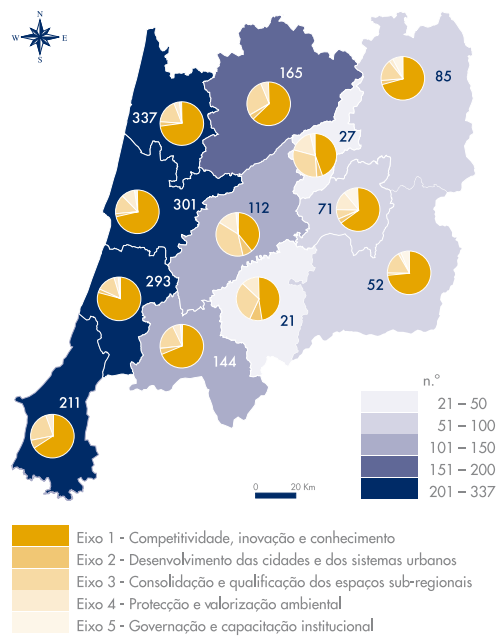 N
W E
S
337
165
85
27
301
112
71
293
52
21
144
211
n.º
21 – 50
51 – 100
101 – 150
151 – 200
201 – 337
0 20 Km
Eixo 1 - Competitividade, inovação e conhecimento
Eixo 2 - Desenvolvimento das cidades e dos sistemas urbanos
Eixo 3 - Consolidação e qualificação dos espaços sub-regionais
Eixo 4 - Protecção e valorização ambiental
Eixo 5 - Governação e capacitação institucional